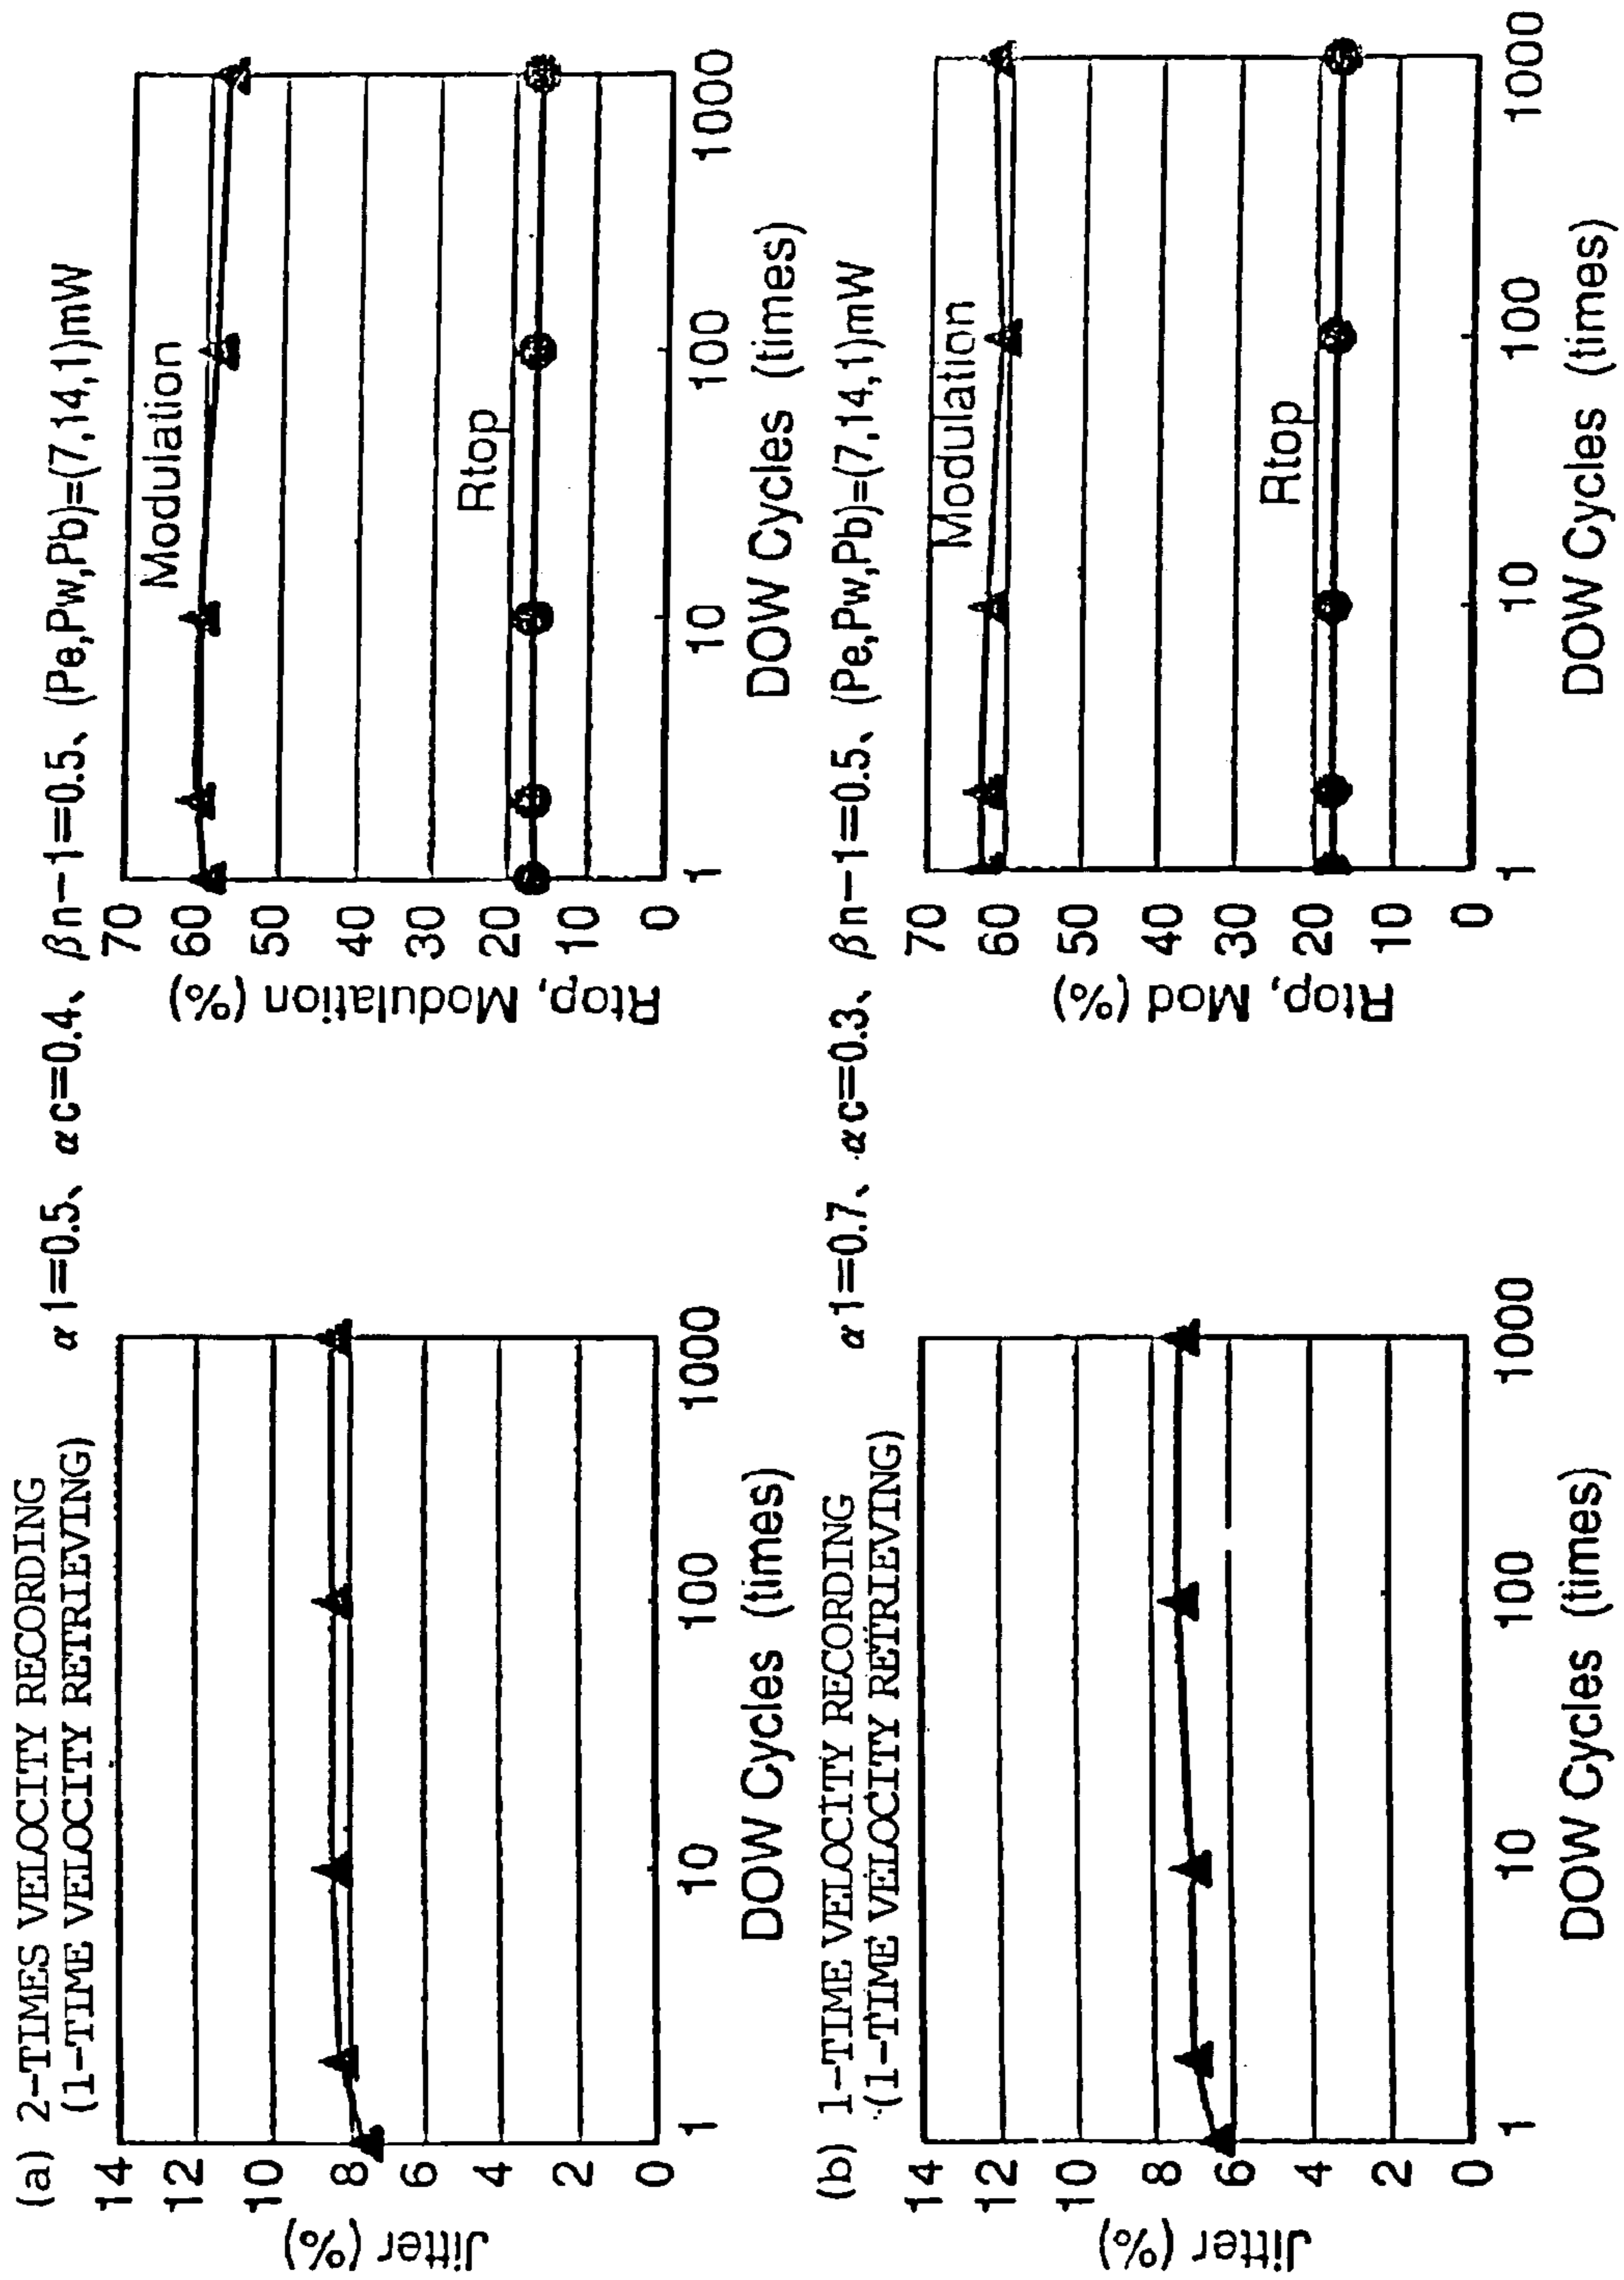 (a) 2-TIMES VELOCITY RECORDING
(1-TIME VELOCITY RETRIEVING)
α1=0.5、αc=0.4、βn-1=0.5、(Pe,Pw,Pb)=(7,14,1)mW
Jitter (%)
14
12
10
8
6
4
2
0
1
10
100
1000
DOW Cycles (times)
Rtop, Modulation (%)
70
60
50
40
30
20
10
0
Modulation
Rtop
1
10
100
1000
DOW Cycles (times)
(b) 1-TIME VELOCITY RECORDING
(1-TIME VELOCITY RETRIEVING)
α1=0.7、αc=0.3、βn-1=0.5、(Pe,Pw,Pb)=(7,14,1)mW
Jitter (%)
14
12
10
8
6
4
2
0
1
10
100
1000
DOW Cycles (times)
Rtop, Mod (%)
70
60
50
40
30
20
10
0
Modulation
Rtop
1
10
100
1000
DOW Cycles (times)